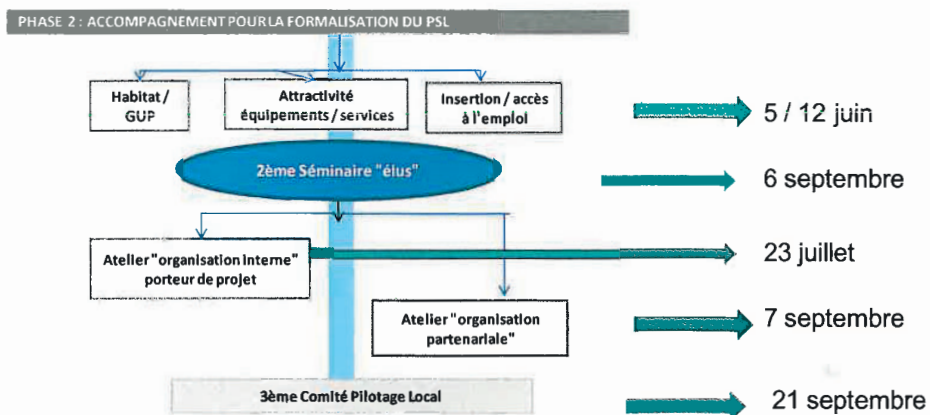 PHASE 2 : ACCOMPAGNEMENT POUR LA FORMALISATION DU PSL
Habitat /
GUP
Attractivité
équipements / services
Insertion / accès
à l'emploi
5 / 12 juin
2ème Séminaire "élus"
6 septembre
Atelier "organisation interne"
porteur de projet
23 juillet
Atelier "organisation
partenariale"
7 septembre
3ème Comité Pilotage Local
21 septembre